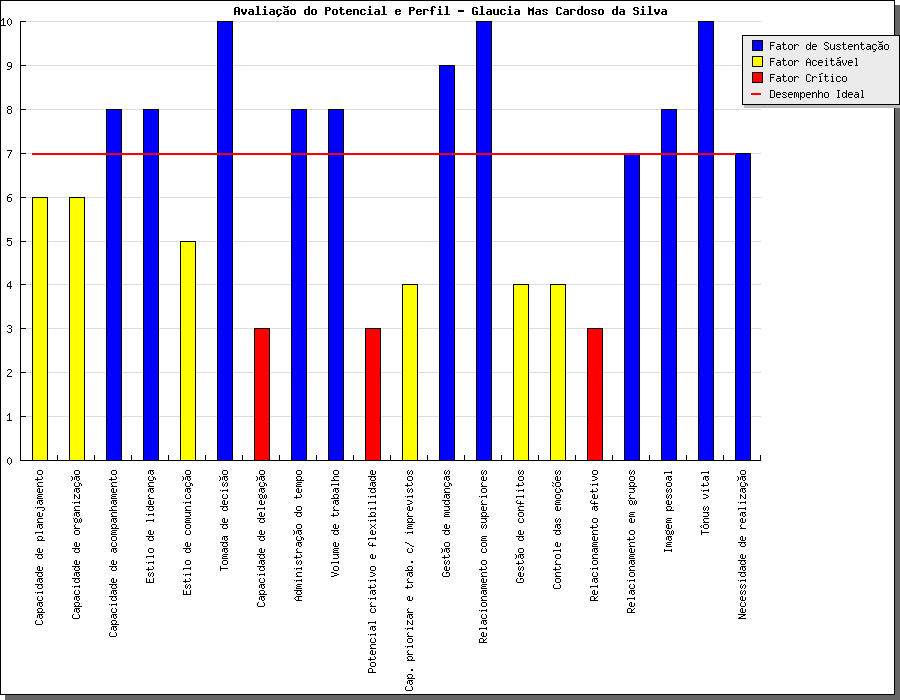 Avaliação do Potencial e Perfil - Glaucia Mas Cardoso da Silva
Fator de Sustentação
Fator Aceitável
Fator Crítico
Desempenho Ideal
10
9
8
7
6
5
4
3
2
1
0
Capacidade de planejamento
Capacidade de organização
Capacidade de acompanhamento
Estilo de liderança
Estilo de comunicação
Tomada de decisão
Capacidade de delegação
Administração do tempo
Volume de trabalho
Potencial criativo e flexibilidade
Cap. priorizar e trab. c/ imprevistos
Gestão de mudanças
Relacionamento com superiores
Gestão de conflitos
Controle das emoções
Relacionamento afetivo
Relacionamento em grupos
Imagem pessoal
Tônus vital
Necessidade de realização